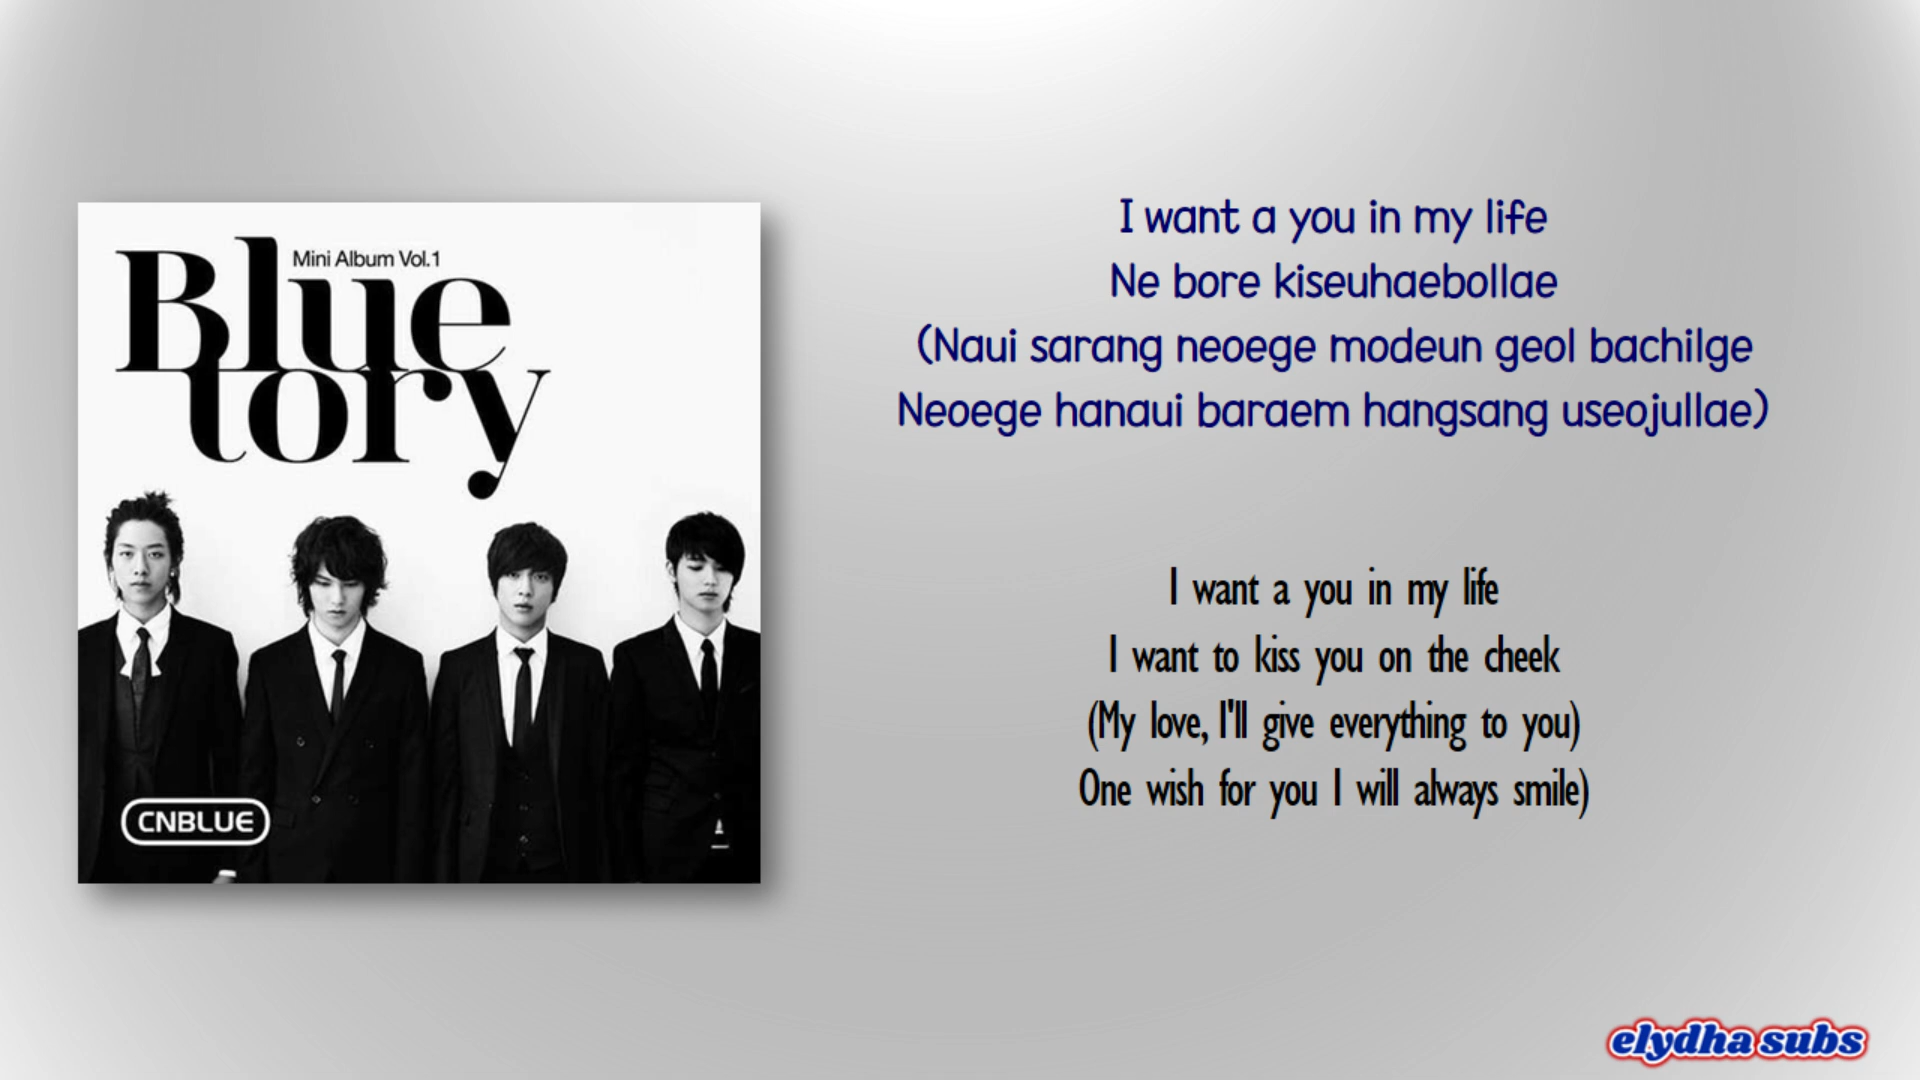 Mini Album Vol.1
Blue
tory
CNBLUE
I want a you in my life
Ne bore kiseuhaebollae
(Naui sarang neoege modeun geol bachilge
Neoege hanaui baraem hangsang useojullae)
I want a you in my life
I want to kiss you on the cheek
(My love, I'll give everything to you)
One wish for you I will always smile)
elydha subs